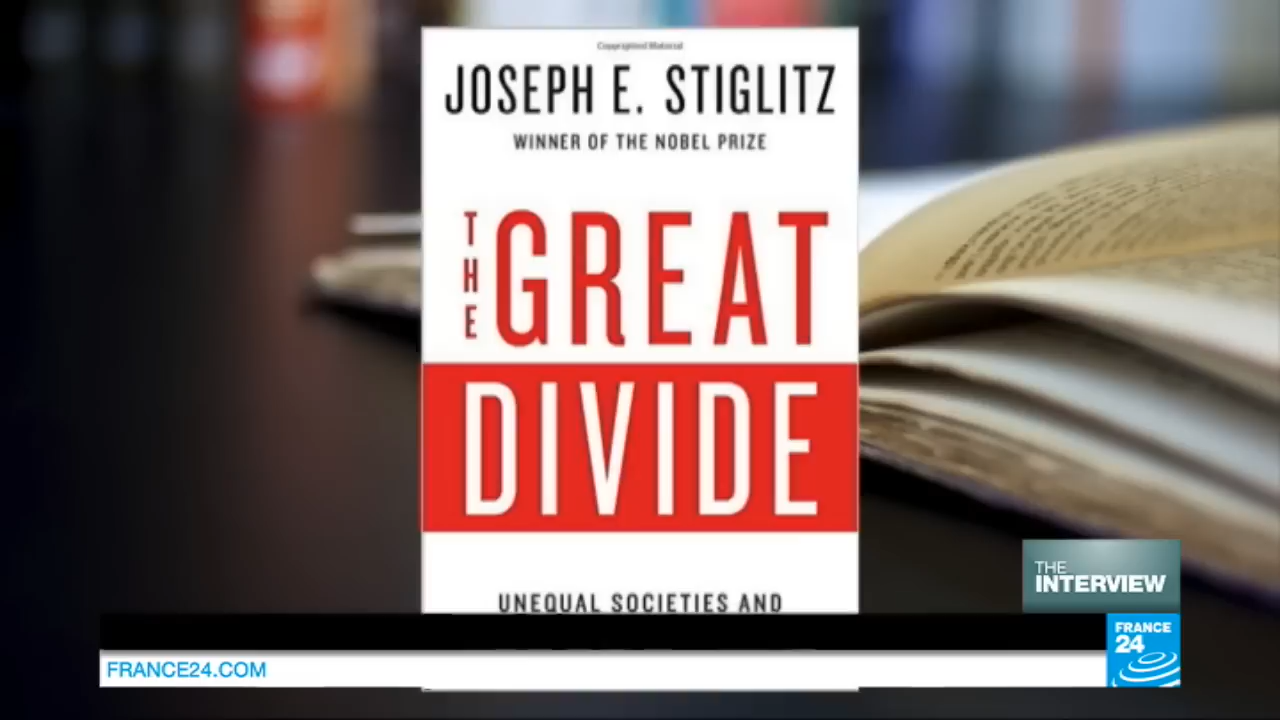 Copyrighted Material
JOSEPH E. STIGLITZ
WINNER OF THE NOBEL PRIZE
THE
GREAT
DIVIDE
UNEQUAL SOCIETIES AND
THE
INTERVIEW
FRANCE
24
FRANCE24.COM